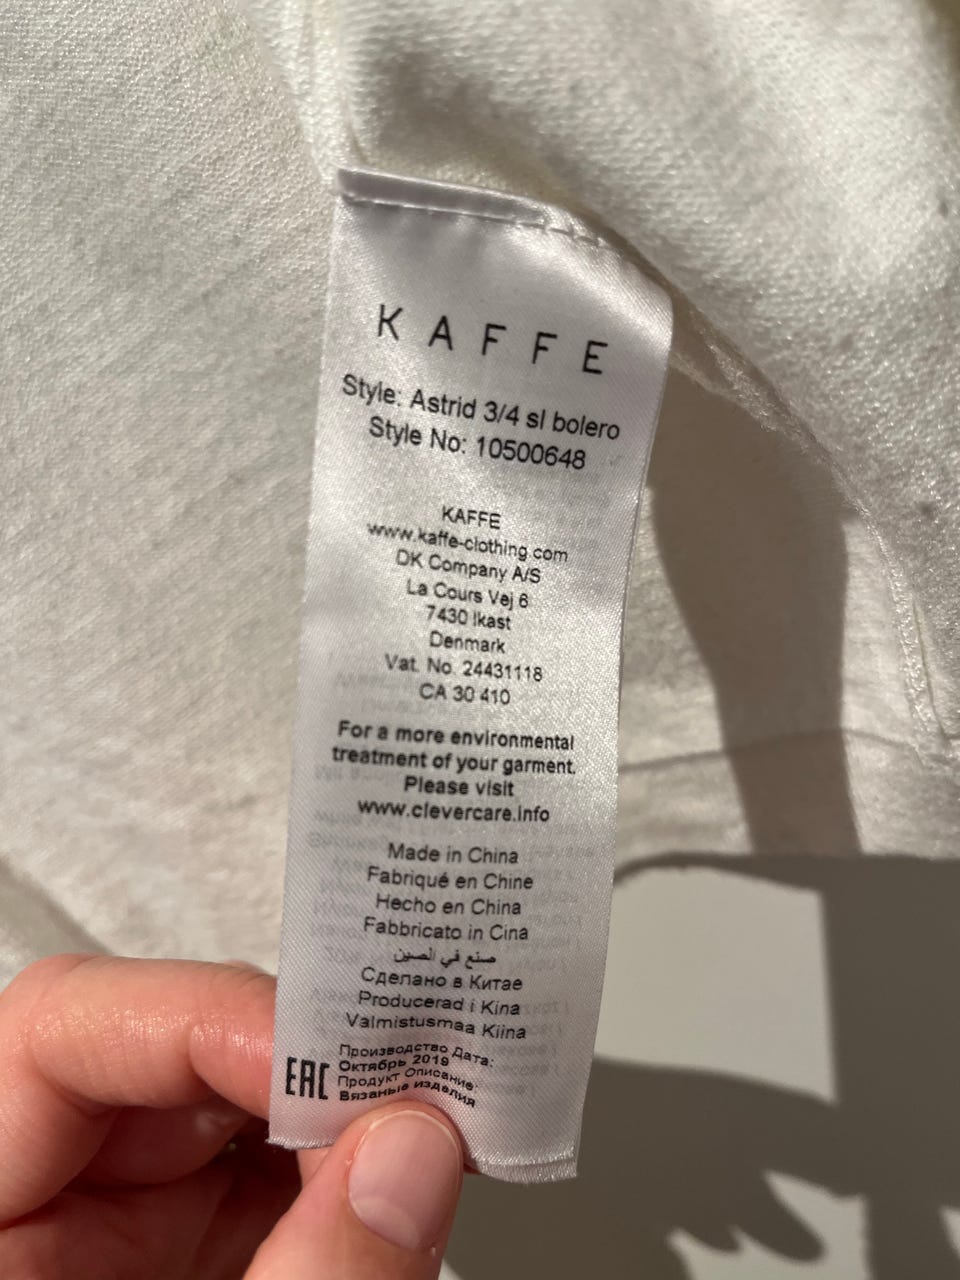 KAFFE
Style: Astrid 3/4 sl bolero
Style No: 10500648
KAFFE
www.kaffe-clothing.com
DK Company A/S
La Cours Vej 6
7430 Ikast
Denmark
Vat. No. 24431118
CA 30 410
For a more environmental
treatment of your garment.
Please visit
www.clevercare.info
Made in China
Fabriqué en Chine
Hecho en China
Fabbricato in Cina
صنع في الصين
Сделано в Китае
Producerad i Kina
Valmistusmaa Kiina
EAC
Производство Дата:
Октябрь 2019
Продукт Описание:
Вязаные изделия